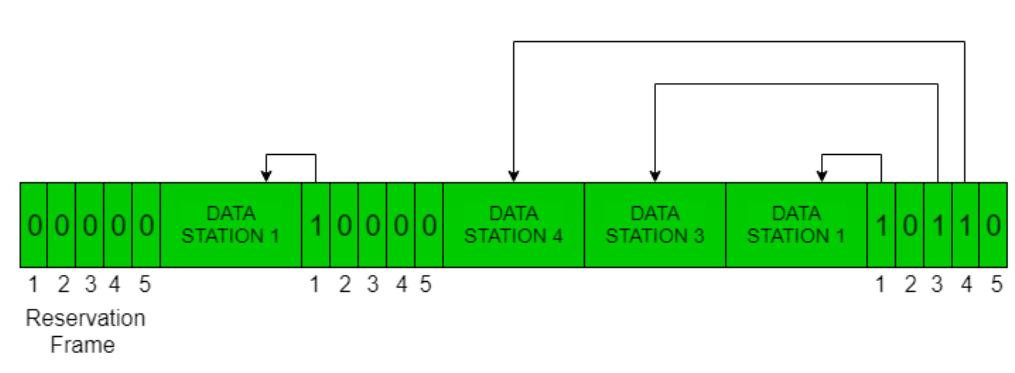 0 0 0 0 0 DATA STATION 1 1 0 0 0 0 DATA STATION 4 DATA STATION 3 DATA STATION 1 1 0 1 1 0
1 2 3 4 5 1 2 3 4 5 1 2 3 4 5
Reservation
Frame